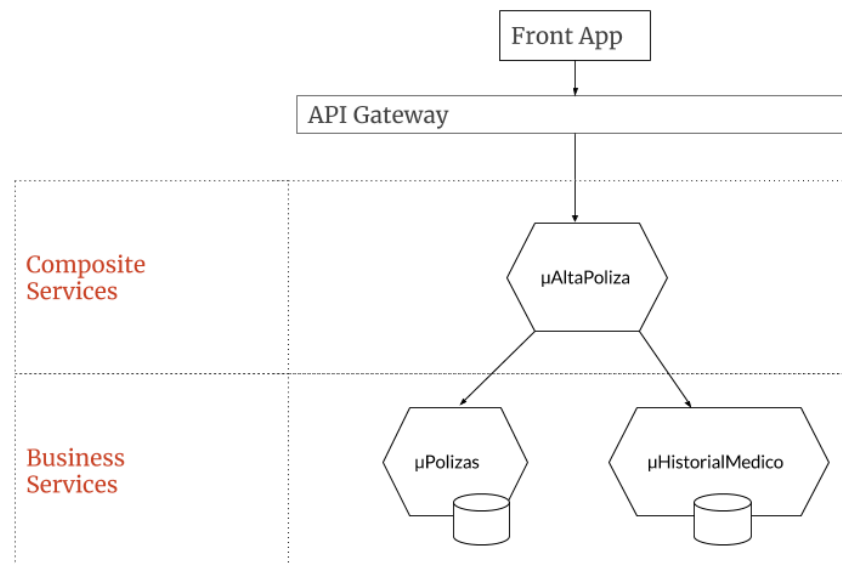 Front App
API Gateway
Composite
Services
µAltaPoliza
Business
Services
µPolizas
µHistorialMedico